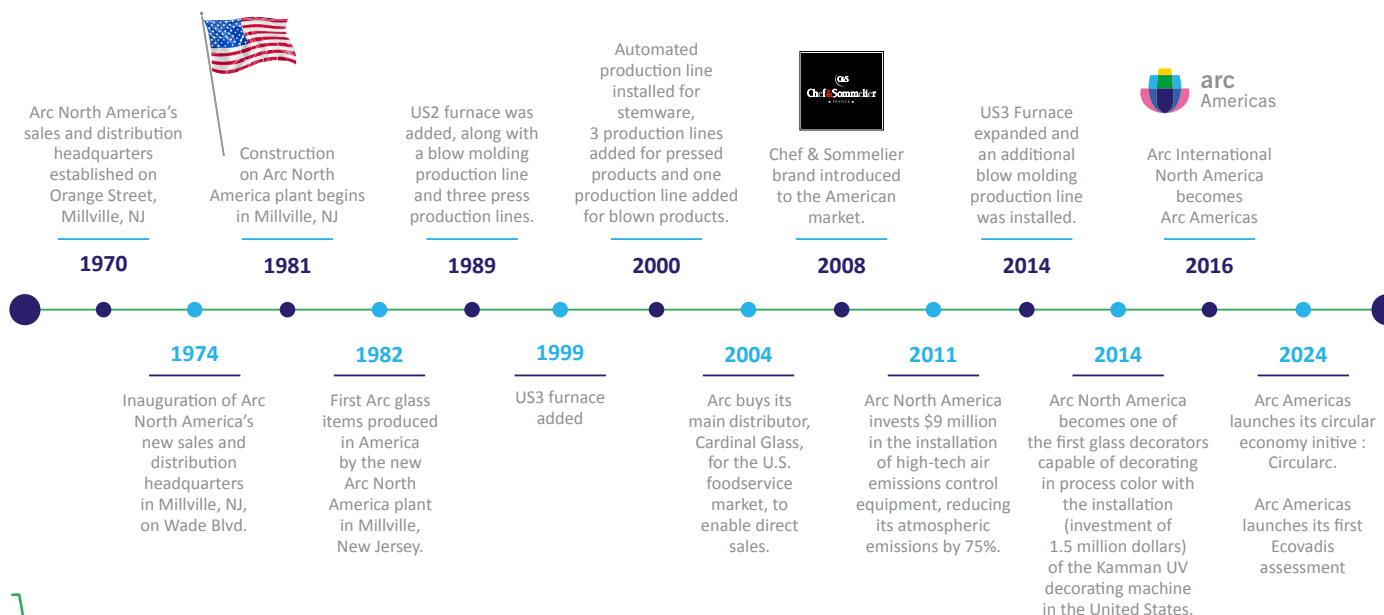 Arc North America's
sales and distribution
headquarters
established on
Orange Street,
Millville, NJ
1970
Construction
on Arc North
America plant begins
in Millville, NJ
1981
US2 furnace was
added, along with
a blow molding
production line
and three press
production lines.
1989
Automated
production line
installed for
stemware,
3 production lines
added for pressed
products and one
production line added
for blown products.
2000
C&S
Chef&Sommelier
FRANCE
Chef & Sommelier
brand introduced
to the American
market.
2008
US3 Furnace
expanded and
an additional
blow molding
production line
was installed.
2014
arc
Americas
Arc International
North America
becomes
Arc Americas
2016
1974
Inauguration of Arc
North America's
new sales and
distribution
headquarters
in Millville, NJ,
on Wade Blvd.
1982
First Arc glass
items produced
in America
by the new
Arc North
America plant
in Millville,
New Jersey.
1999
US3 furnace
added
2004
Arc buys its
main distributor,
Cardinal Glass,
for the U.S.
foodservice
market, to
enable direct
sales.
2011
Arc North America
invests $9 million
in the installation
of high-tech air
emissions control
equipment, reducing
its atmospheric
emissions by 75%.
2014
Arc North America
becomes one of
the first glass decorators
capable of decorating
in process color with
the installation
(investment of
1.5 million dollars)
of the Kamman UV
decorating machine
in the United States.
2024
Arc Americas
launches its circular
economy initive :
Circularc.
Arc Americas
launches its first
Ecovadis
assessment